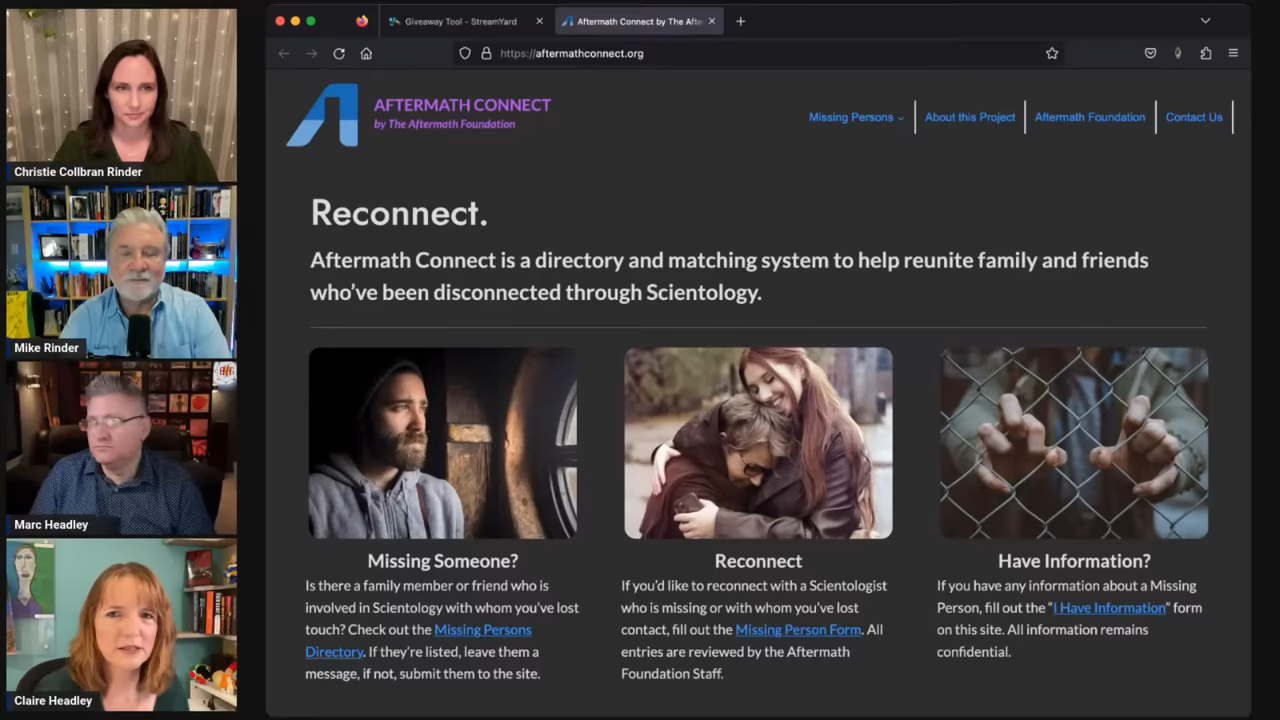 Giveaway Tool - StreamYard
Aftermath Connect by The Afte
https://aftermathconnect.org
AFTERMATH CONNECT
by The Aftermath Foundation
Missing Persons
About this Project
Aftermath Foundation
Contact Us
Reconnect.
Aftermath Connect is a directory and matching system to help reunite family and friends
who've been disconnected through Scientology.
Missing Someone?
Is there a family member or friend who is
involved in Scientology with whom you've lost
touch? Check out the Missing Persons
Directory. If they're listed, leave them a
message, if not, submit them to the site.
Reconnect
If you'd like to reconnect with a Scientologist
who is missing or with whom you've lost
contact, fill out the Missing Person Form. All
entries are reviewed by the Aftermath
Foundation Staff.
Have Information?
If you have any information about a Missing
Person, fill out the "I Have Information" form
on this site. All information remains
confidential.
Christie Collbran Rinder
Mike Rinder
Marc Headley
Claire Headley